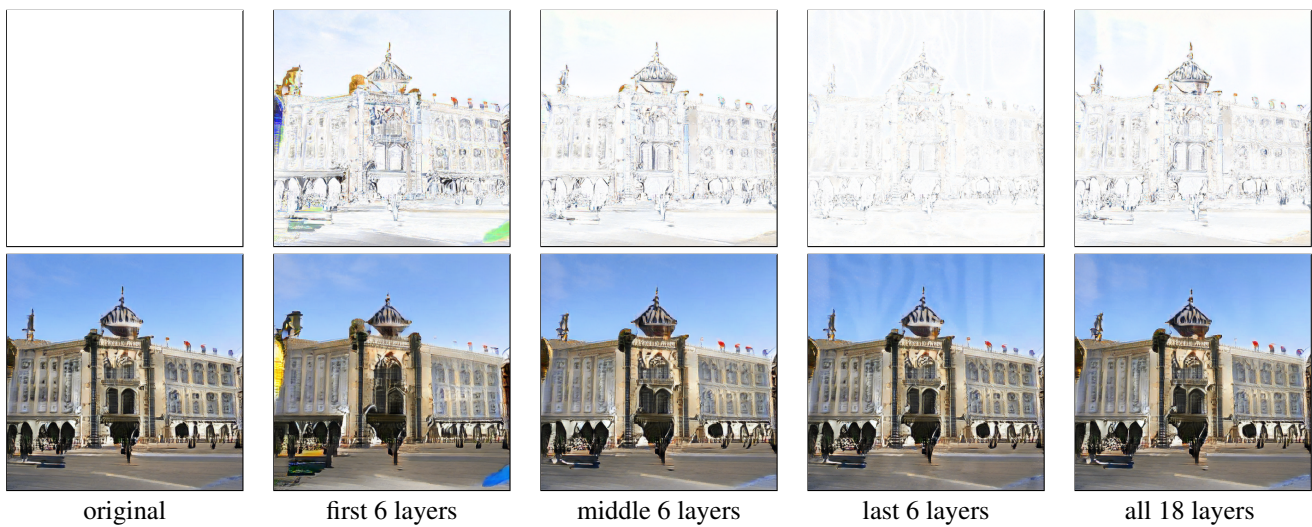 original
first 6 layers
middle 6 layers
last 6 layers
all 18 layers